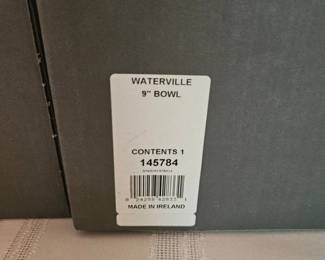 WATERVILLE
9" BOWL
CONTENTS 1
145784
MADE IN IRELAND